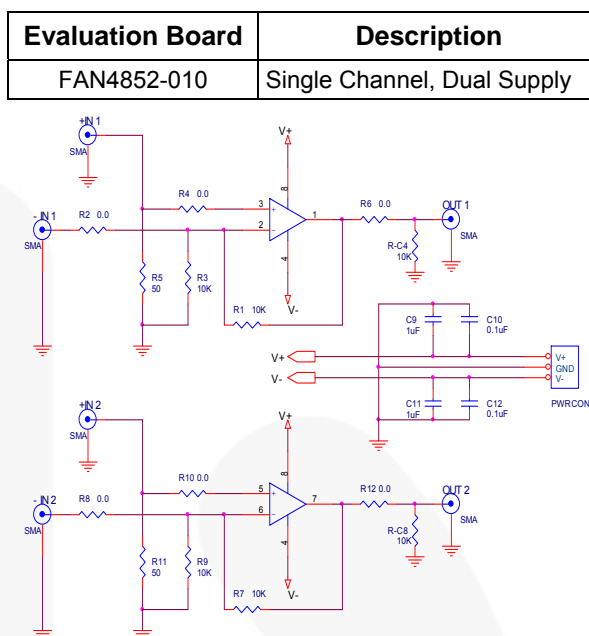 Evaluation Board Description
FAN4852-010 Single Channel, Dual Supply
+IN 1
SMA
V+
8
R4 0.0
3
+
R6 0.0
OUT 1
- IN 1
R2 0.0
2
-
1
SMA
SMA
R-C4
10K
R5
50
R3
10K
4
R1 10K
V-
C9
1uF
C10
0.1uF
V+
V+
GND
V-
V-
PWRCON
C11
1uF
C12
0.1uF
+IN 2
SMA
V+
8
R10 0.0
5
+
R12 0.0
OUT 2
- IN 2
R8 0.0
6
-
7
SMA
SMA
R-C8
10K
R11
50
R9
10K
4
R7 10K
V-